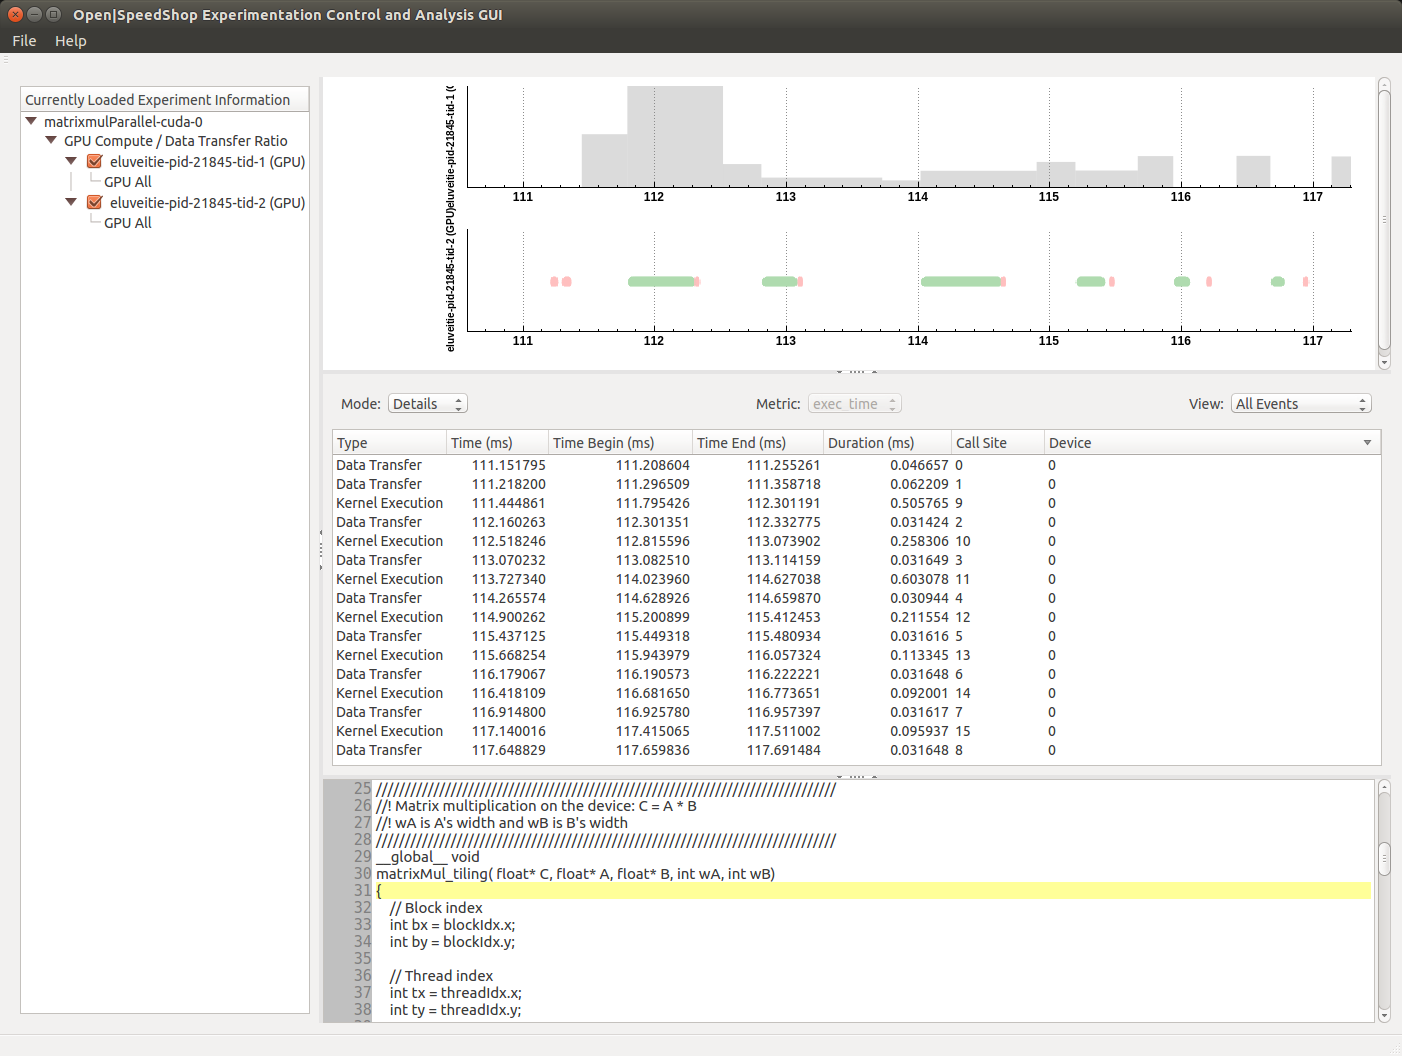 Open|SpeedShop Experimentation Control and Analysis GUI
File Help
Currently Loaded Experiment Information
matrixmulParallel-cuda-0
GPU Compute / Data Transfer Ratio
eluveitie-pid-21845-tid-1 (GPU)
GPU All
eluveitie-pid-21845-tid-2 (GPU)
GPU All
eluveitie-pid-21845-tid-1 (
111 112 113 114 115 116 117
eluveitie-pid-21845-tid-2 (GPU)
111 112 113 114 115 116 117
Mode: Details Metric: exec_time View: All Events
Type Time (ms) Time Begin (ms) Time End (ms) Duration (ms) Call Site Device
Data Transfer 111.151795 111.208604 111.255261 0.046657 0 0
Data Transfer 111.218200 111.296509 111.358718 0.062209 1 0
Kernel Execution 111.444861 111.795426 112.301191 0.505765 9 0
Data Transfer 112.160263 112.301351 112.332775 0.031424 2 0
Kernel Execution 112.518246 112.815596 113.073902 0.258306 10 0
Data Transfer 113.070232 113.082510 113.114159 0.031649 3 0
Kernel Execution 113.727340 114.023960 114.627038 0.603078 11 0
Data Transfer 114.265574 114.628926 114.659870 0.030944 4 0
Kernel Execution 114.900262 115.200899 115.412453 0.211554 12 0
Data Transfer 115.437125 115.449318 115.480934 0.031616 5 0
Kernel Execution 115.668254 115.943979 116.057324 0.113345 13 0
Data Transfer 116.179067 116.190573 116.222221 0.031648 6 0
Kernel Execution 116.418109 116.681650 116.773651 0.092001 14 0
Data Transfer 116.914800 116.925780 116.957397 0.031617 7 0
Kernel Execution 117.140016 117.415065 117.511002 0.095937 15 0
Data Transfer 117.648829 117.659836 117.691484 0.031648 8 0
25 ////////////////////////////////////////////////////////////////////////////////
26 //! Matrix multiplication on the device: C = A * B
27 //! wA is A's width and wB is B's width
28 ////////////////////////////////////////////////////////////////////////////////
29 __global__ void
30 matrixMul_tiling( float* C, float* A, float* B, int wA, int wB)
31 {
32 // Block index
33 int bx = blockIdx.x;
34 int by = blockIdx.y;
35
36 // Thread index
37 int tx = threadIdx.x;
38 int ty = threadIdx.y;